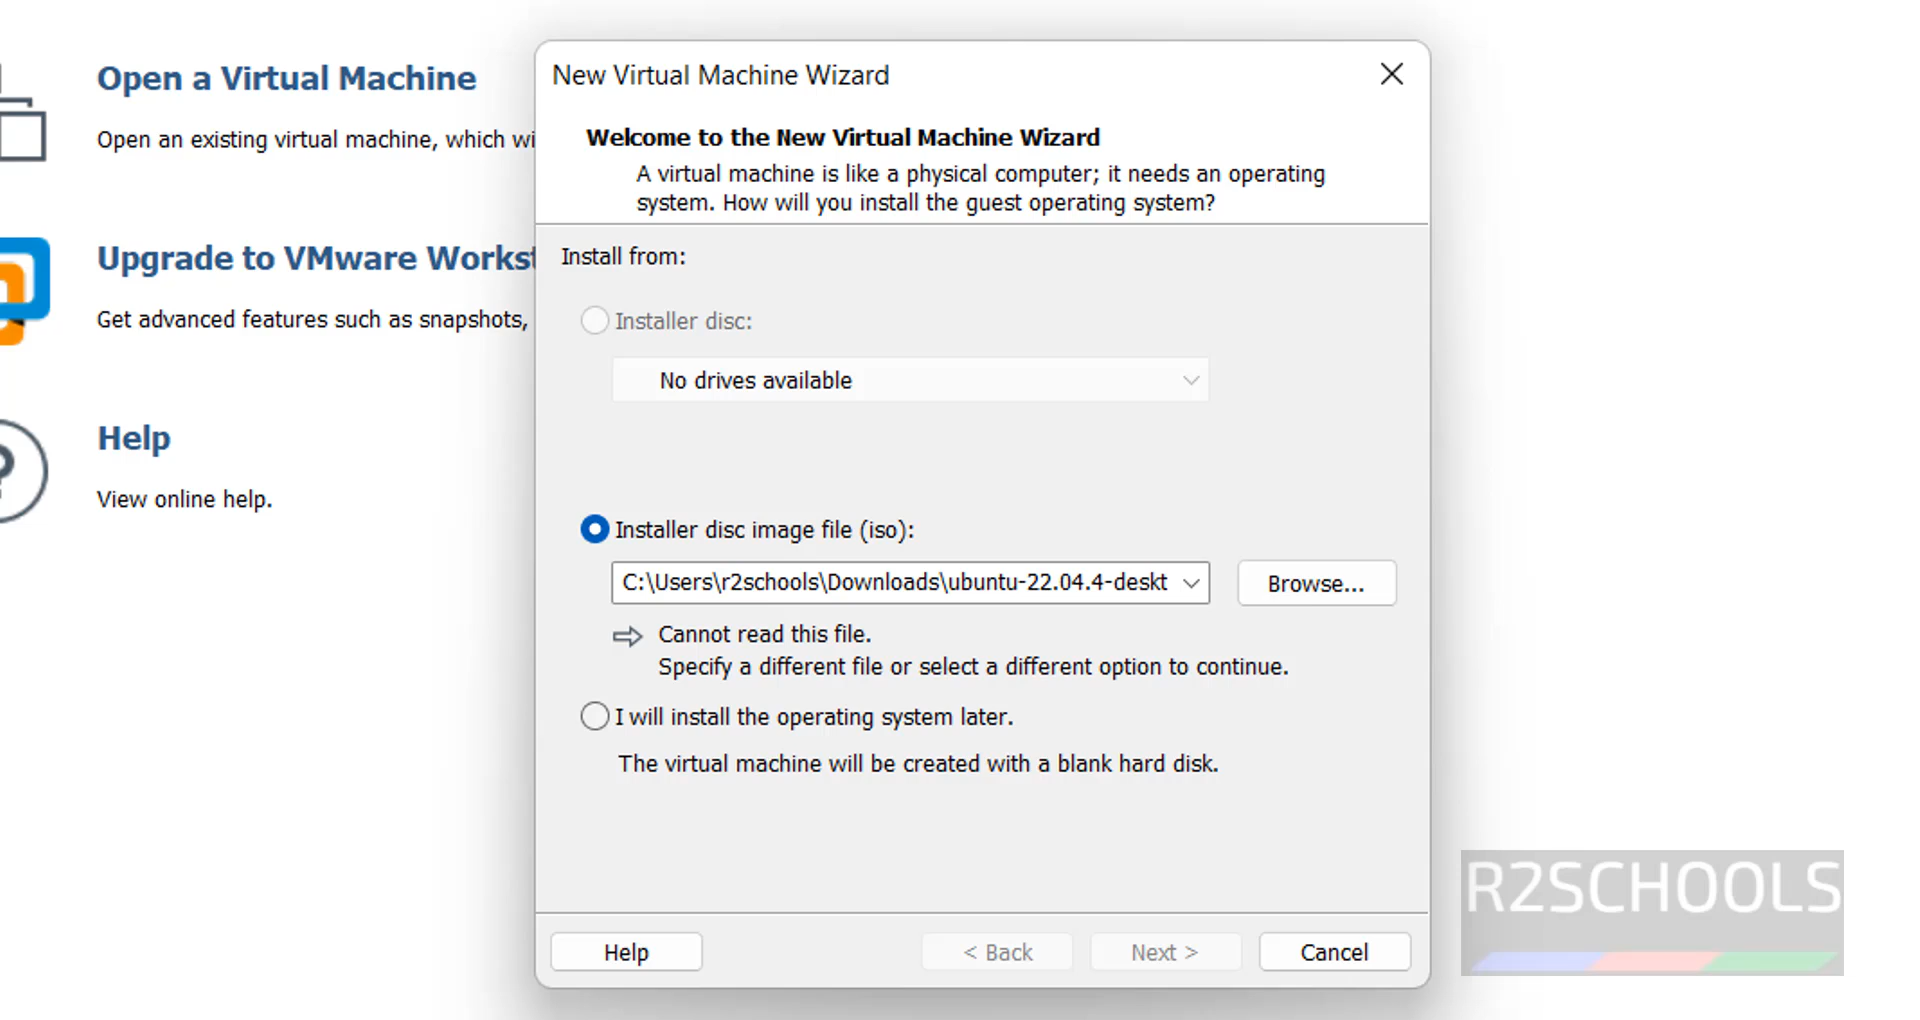 Open a Virtual Machine
Open an existing virtual machine, which wi
Upgrade to VMware Workst
Get advanced features such as snapshots,
Help
View online help.
New Virtual Machine Wizard
Welcome to the New Virtual Machine Wizard
A virtual machine is like a physical computer; it needs an operating
system. How will you install the guest operating system?
Install from:
Installer disc:
No drives available
Installer disc image file (iso):
C:\Users\r2schools\Downloads\ubuntu-22.04.4-deskt
Browse...
Cannot read this file.
Specify a different file or select a different option to continue.
I will install the operating system later.
The virtual machine will be created with a blank hard disk.
Help
< Back
Next >
Cancel
R2SCHOOLS